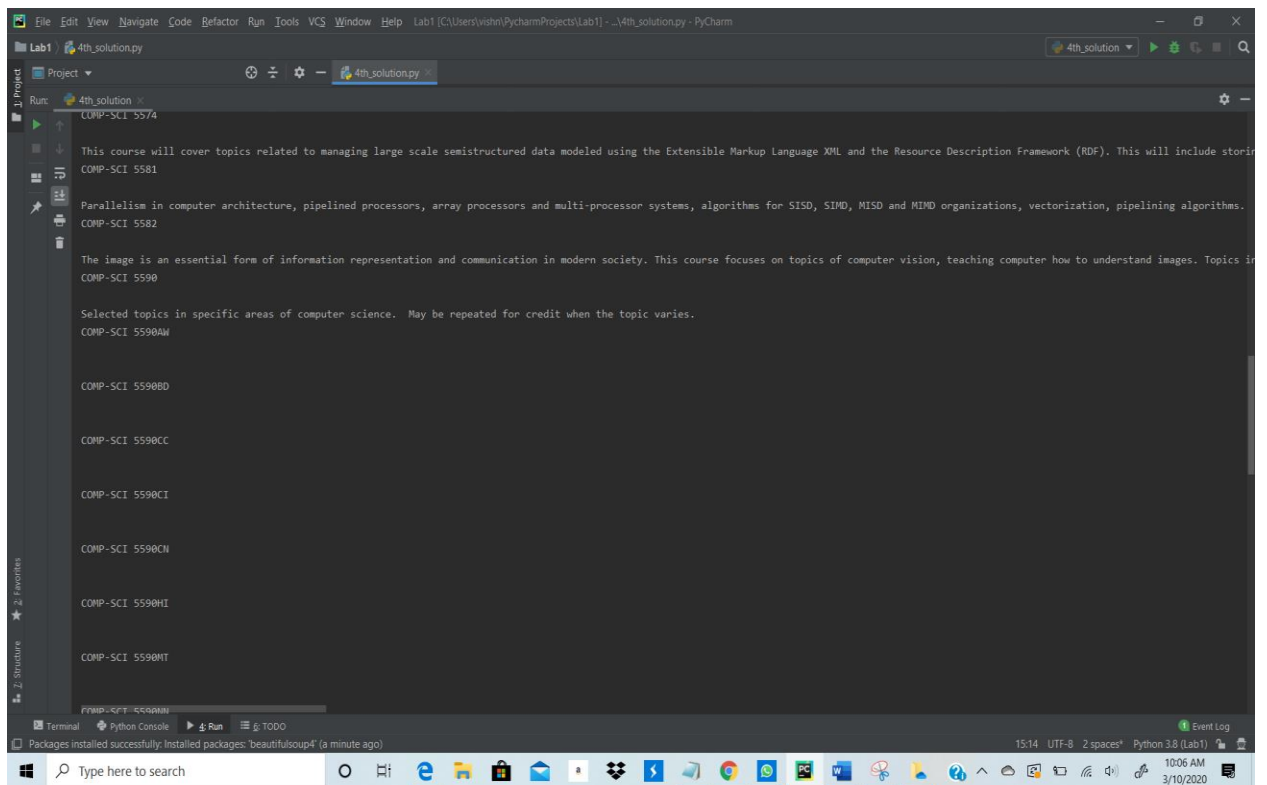 File Edit View Navigate Code Refactor Run Tools VCS Window Help Lab1 [C:\Users\vishn\PycharmProjects\Lab1] - ...\4th_solution.py - PyCharm
Lab1 4th_solution.py 4th_solution
1: Project Project 4th_solution.py
Run: 4th_solution
COMP-SCI 5574
This course will cover topics related to managing large scale semistructured data modeled using the Extensible Markup Language XML and the Resource Description Framework (RDF). This will include storin
COMP-SCI 5581
Parallelism in computer architecture, pipelined processors, array processors and multi-processor systems, algorithms for SISD, SIMD, MISD and MIMD organizations, vectorization, pipelining algorithms.
COMP-SCI 5582
The image is an essential form of information representation and communication in modern society. This course focuses on topics of computer vision, teaching computer how to understand images. Topics in
COMP-SCI 5590
Selected topics in specific areas of computer science.  May be repeated for credit when the topic varies.
COMP-SCI 5590AW
COMP-SCI 5590BD
COMP-SCI 5590CC
COMP-SCI 5590CI
COMP-SCI 5590CN
COMP-SCI 5590HI
COMP-SCI 5590MT
COMP-SCI 5590NN
2: Favorites
7: Structure
Terminal Python Console 4: Run 6: TODO 1 Event Log
Packages installed successfully: Installed packages: 'beautifulsoup4' (a minute ago) 15:14 UTF-8 2 spaces* Python 3.8 (Lab1)
Type here to search
10:06 AM
3/10/2020